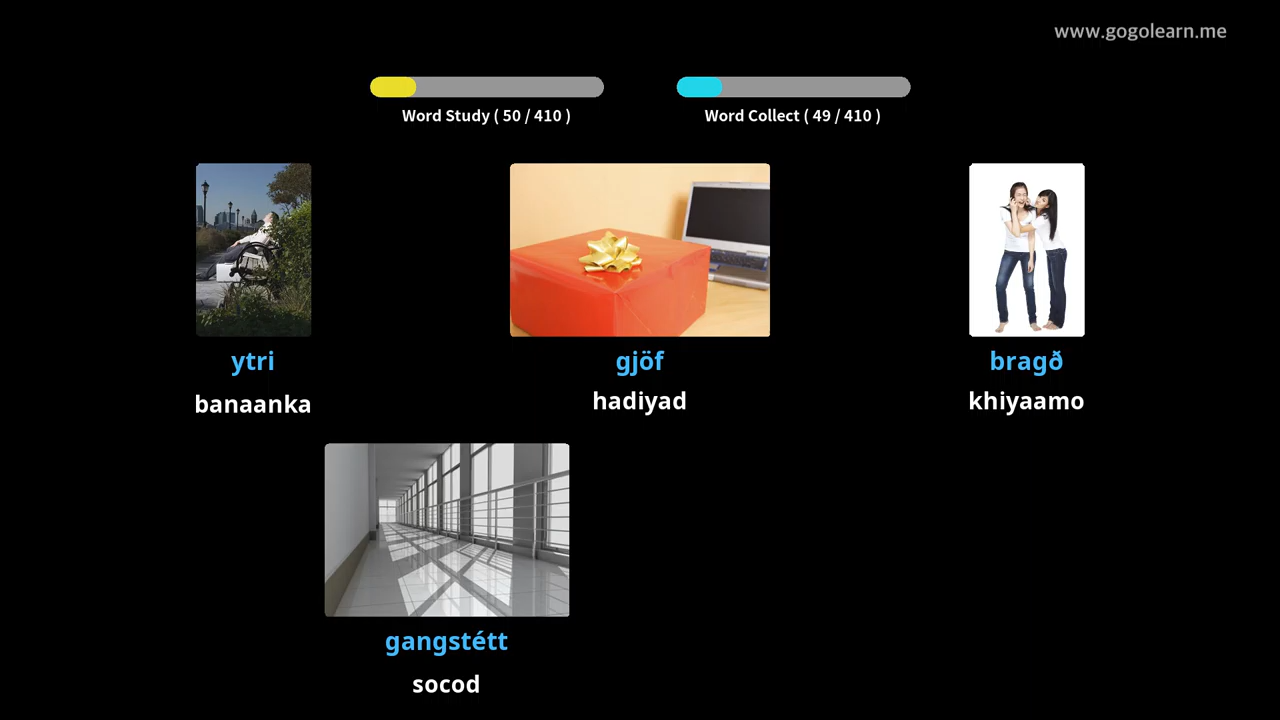 www.gogolearn.me
Word Study ( 50 / 410 )
Word Collect ( 49 / 410 )
ytri
gjöf
bragð
banaanka
hadiyad
khiyaamo
gangstétt
socod